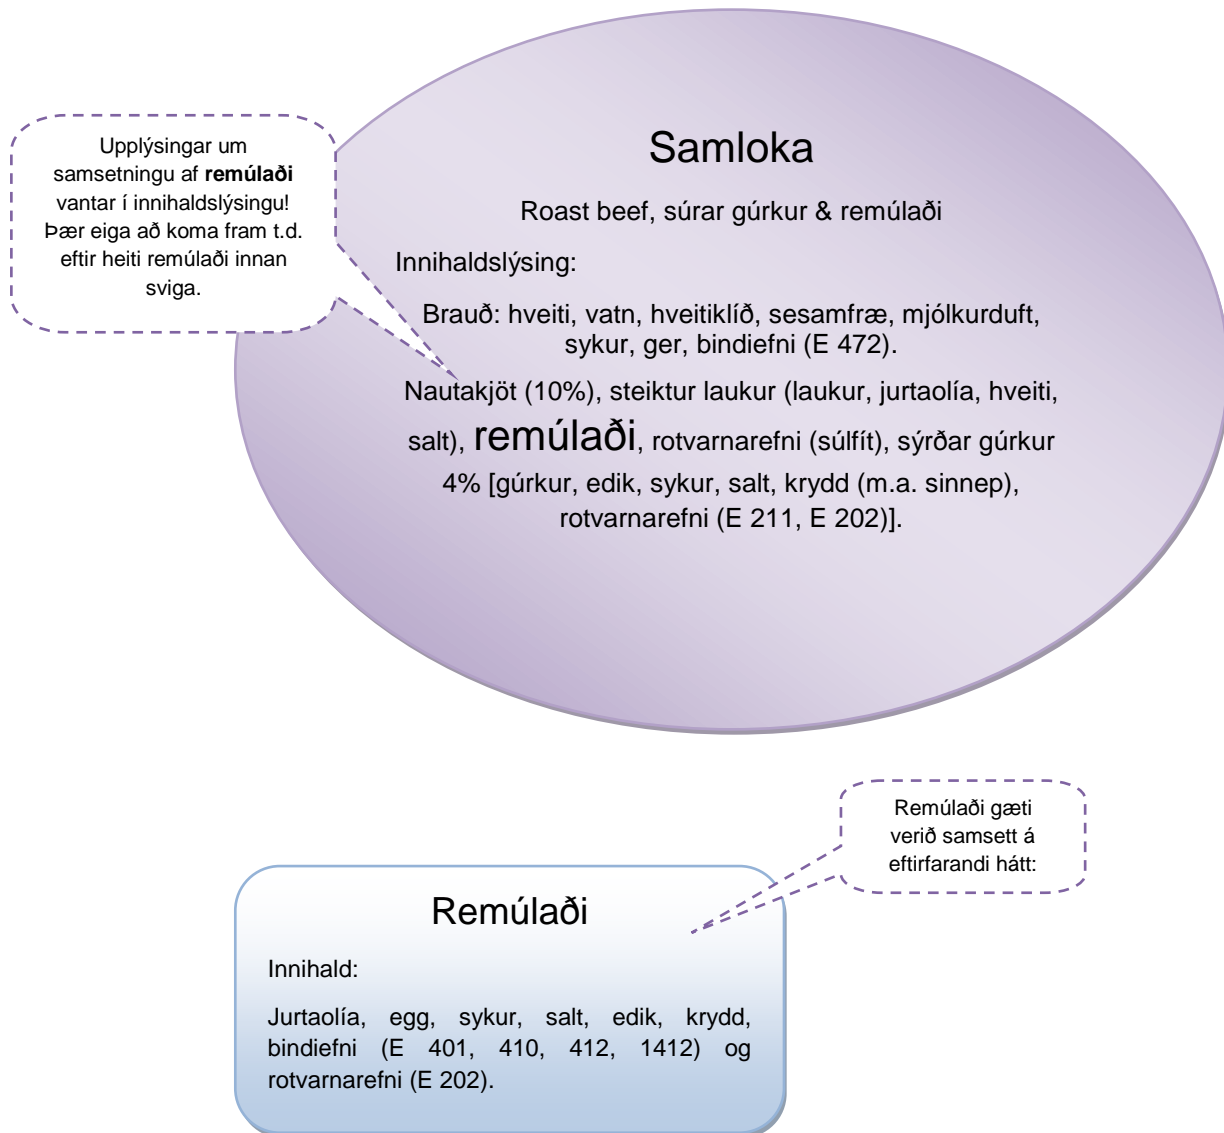 Upplýsingar um
samsetningu af remúlaði
vantar í innihaldslýsingu!
Þær eiga að koma fram t.d.
eftir heiti remúlaði innan
sviga.
Samloka
Roast beef, súrar gúrkur & remúlaði
Innihaldslýsing:
Brauð: hveiti, vatn, hveitiklíð, sesamfræ, mjólkurduft,
sykur, ger, bindiefni (E 472).
Nautakjöt (10%), steiktur laukur (laukur, jurtaolía, hveiti,
salt), remúlaði, rotvarnarefni (súlfít), sýrðar gúrkur
4% [gúrkur, edik, sykur, salt, krydd (m.a. sinnep),
rotvarnarefni (E 211, E 202)].
Remúlaði gæti
verið samsett á
eftirfarandi hátt:
Remúlaði
Innihald:
Jurtaolía, egg, sykur, salt, edik, krydd,
bindiefni (E 401, 410, 412, 1412) og
rotvarnarefni (E 202).